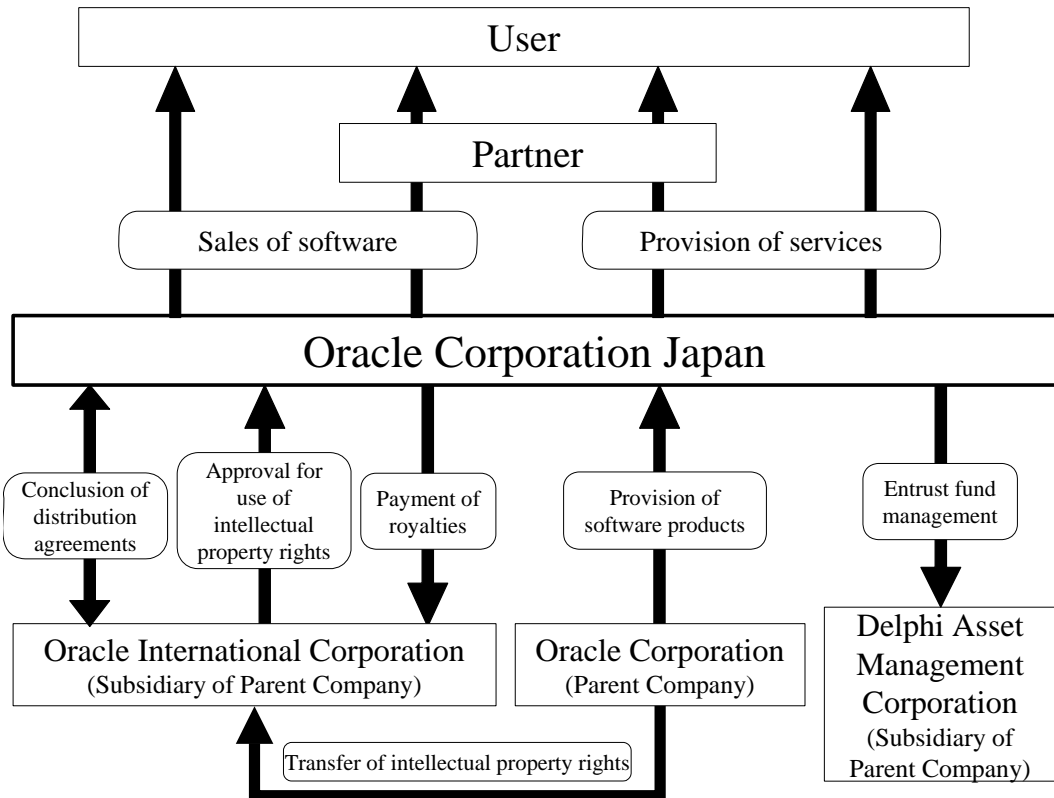 User
Partner
Sales of software
Provision of services
Oracle Corporation Japan
Conclusion of
distribution
agreements
Approval for
use of
intellectual
property rights
Payment of
royalties
Provision of
software products
Entrust fund
management
Oracle International Corporation
(Subsidiary of Parent Company)
Oracle Corporation
(Parent Company)
Delphi Asset
Management
Corporation
(Subsidiary of
Parent Company)
Transfer of intellectual property rights